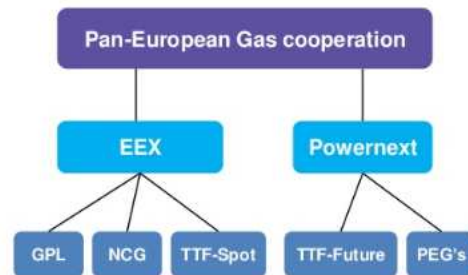 Pan-European Gas cooperation
EEX
Powernext
GPL
NCG
TTF-Spot
TTF-Future
PEG's